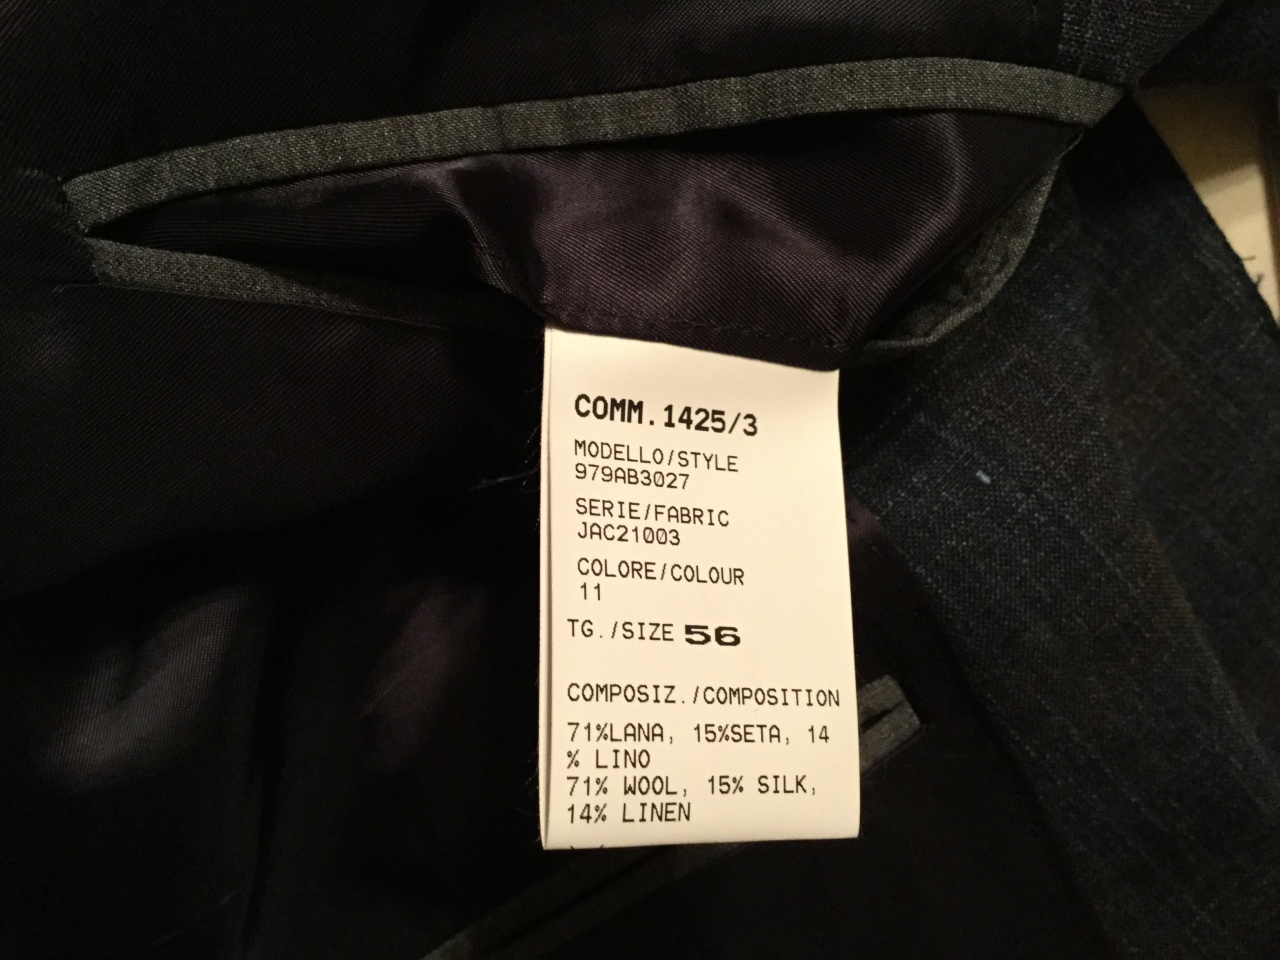 COMM.1425/3
MODELLO/STYLE
979AB3027
SERIE/FABRIC
JAC21003
COLORE/COLOUR
11
TG./SIZE 56
COMPOSIZ./COMPOSITION
71%LANA, 15%SETA, 14
% LINO
71% WOOL, 15% SILK,
14% LINEN